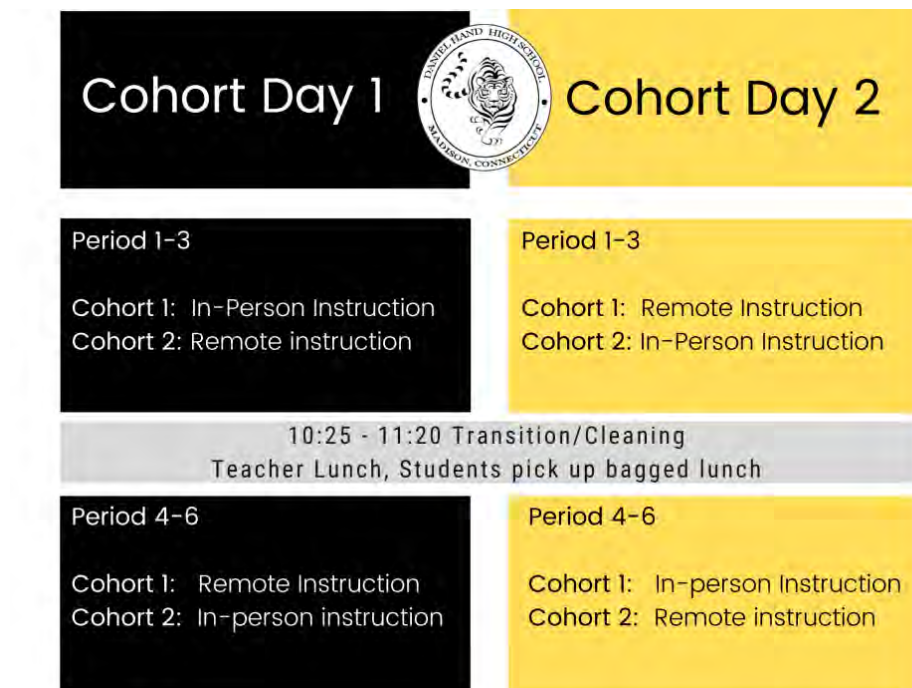 Cohort Day 1
DANIEL HAND HIGH SCHOOL
MADISON, CONNECTICUT
Cohort Day 2
Period 1-3
Cohort 1: In-Person Instruction
Cohort 2: Remote instruction
Period 1-3
Cohort 1: Remote Instruction
Cohort 2: In-Person Instruction
10:25 - 11:20 Transition/Cleaning
Teacher Lunch, Students pick up bagged lunch
Period 4-6
Cohort 1: Remote Instruction
Cohort 2: In-person instruction
Period 4-6
Cohort 1: In-person Instruction
Cohort 2: Remote instruction